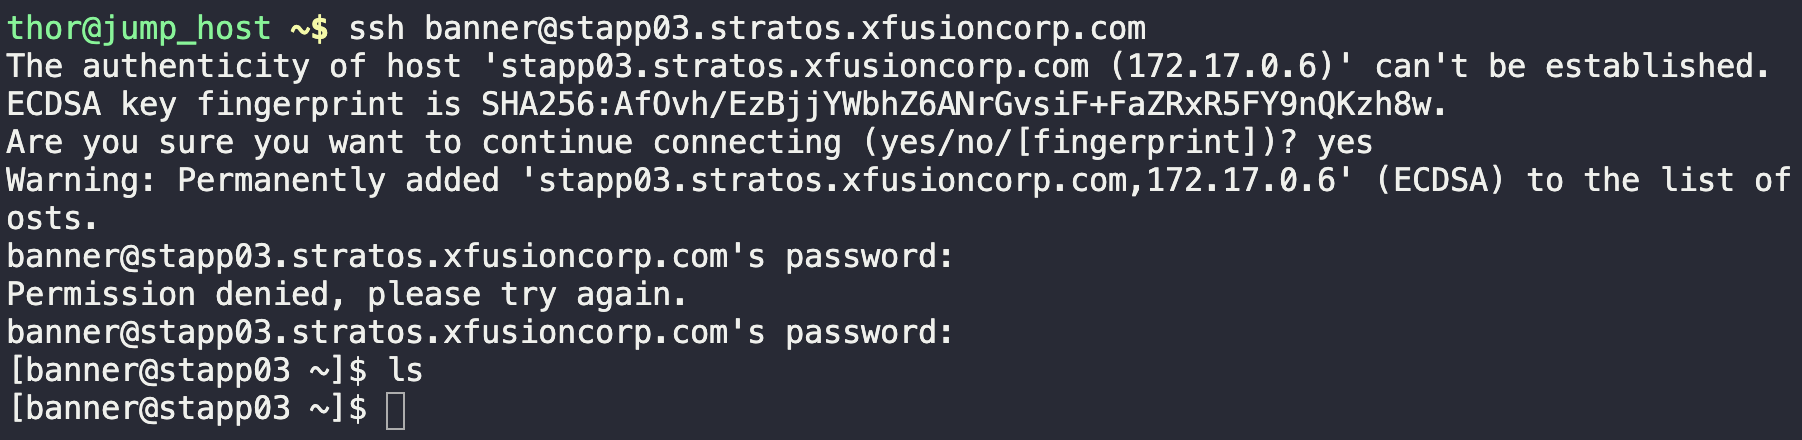 thor@jump_host ~$ ssh banner@stapp03.stratos.xfusioncorp.com
The authenticity of host 'stapp03.stratos.xfusioncorp.com (172.17.0.6)' can't be established.
ECDSA key fingerprint is SHA256:AfOvh/EzBjjYWbhZ6ANrGvsiF+FaZRxR5FY9nQKzh8w.
Are you sure you want to continue connecting (yes/no/[fingerprint])? yes
Warning: Permanently added 'stapp03.stratos.xfusioncorp.com,172.17.0.6' (ECDSA) to the list of
osts.
banner@stapp03.stratos.xfusioncorp.com's password:
Permission denied, please try again.
banner@stapp03.stratos.xfusioncorp.com's password:
[banner@stapp03 ~]$ ls
[banner@stapp03 ~]$